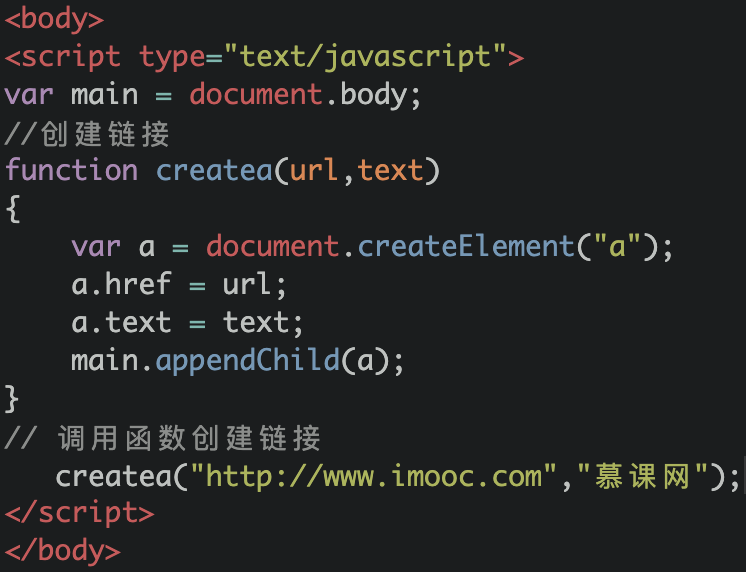 <body>
<script type="text/javascript">
var main = document.body;
//创建链接
function createa(url,text)
{
    var a = document.createElement("a");
    a.href = url;
    a.text = text;
    main.appendChild(a);
}
// 调用函数创建链接
   createa("http://www.imooc.com","慕课网");
</script>
</body>